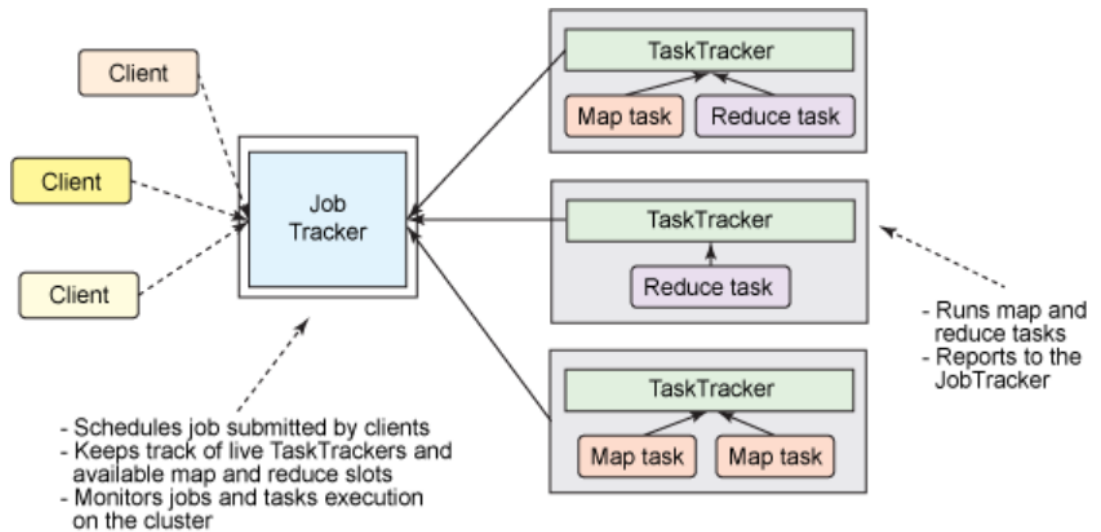 Client
Client
Client
Job
Tracker
- Schedules job submitted by clients
- Keeps track of live TaskTrackers and
available map and reduce slots
- Monitors jobs and tasks execution
on the cluster
TaskTracker
Map task
Reduce task
TaskTracker
Reduce task
TaskTracker
Map task
Map task
- Runs map and
reduce tasks
- Reports to the
JobTracker